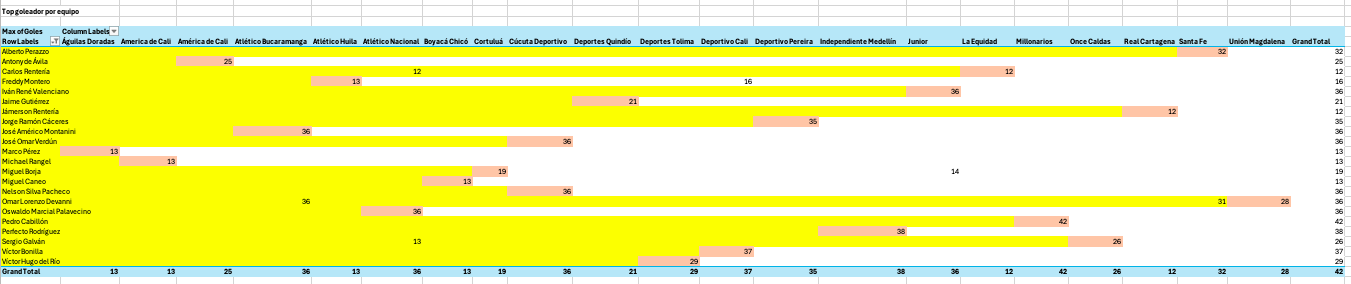 Top goleador por equipo
Max of Goles Column Labels
Row Labels Águilas Doradas America de Cali América de Cali Atlético Bucaramanga Atlético Huila Atlético Nacional Boyacá Chicó Cortuluá Cúcuta Deportivo Deportes Quindío Deportes Tolima Deportivo Cali Deportivo Pereira Independiente Medellín Junior La Equidad Millonarios Once Caldas Real Cartagena Santa Fe Unión Magdalena Grand Total
Alberto Perazzo 32 32
Antony de Ávila 25 25
Carlos Rentería 12 12 12
Freddy Montero 13 16 16
Iván René Valenciano 36 36
Jaime Gutiérrez 21 21
Jámerson Rentería 12 12
Jorge Ramón Cáceres 35 35
José Américo Montanini 36 36
José Omar Verdún 36 36
Marco Pérez 13 13
Michael Rangel 13 13
Miguel Borja 19 14 19
Miguel Caneo 13 13
Nelson Silva Pacheco 36 36
Omar Lorenzo Devanni 36 31 28 36
Oswaldo Marcial Palavecino 36 36
Pedro Cabillón 42 42
Perfecto Rodríguez 38 38
Sergio Galván 13 26 26
Víctor Bonilla 37 37
Víctor Hugo del Río 29 29
Grand Total 13 13 25 36 13 36 13 19 36 21 29 37 35 38 36 12 42 26 12 32 28 42